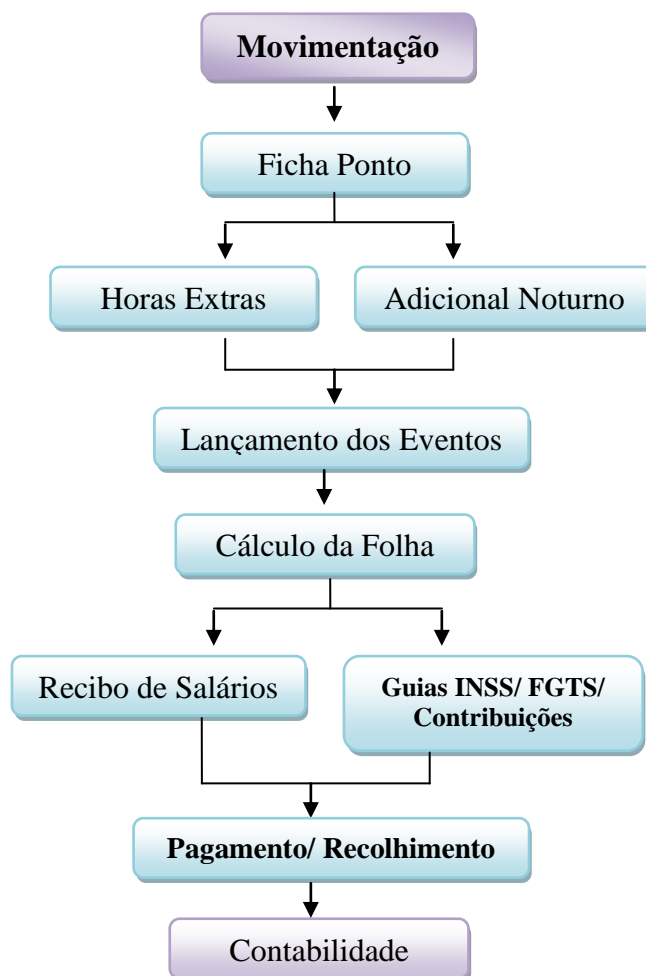 Movimentação
Ficha Ponto
Horas Extras
Adicional Noturno
Lançamento dos Eventos
Cálculo da Folha
Recibo de Salários
Guias INSS/ FGTS/
Contribuições
Pagamento/ Recolhimento
Contabilidade